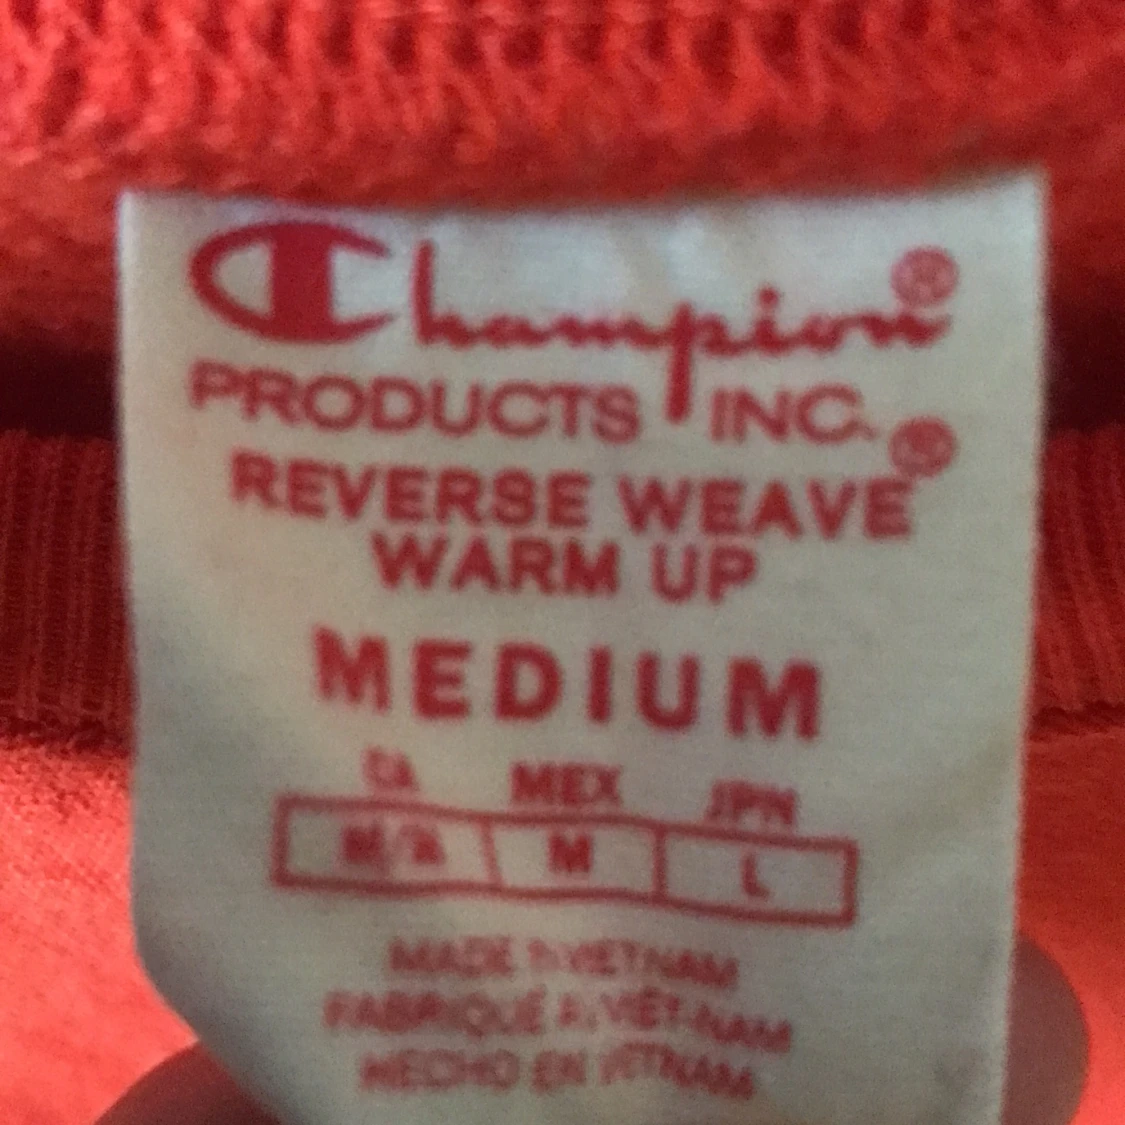 Champion®
PRODUCTS INC.
REVERSE WEAVE®
WARM UP
MEDIUM
CA MEX JPN
M/M M L
MADE IN VIETNAM
FABRIQUÉ AU VIÊT-NAM
HECHO EN VIETNAM